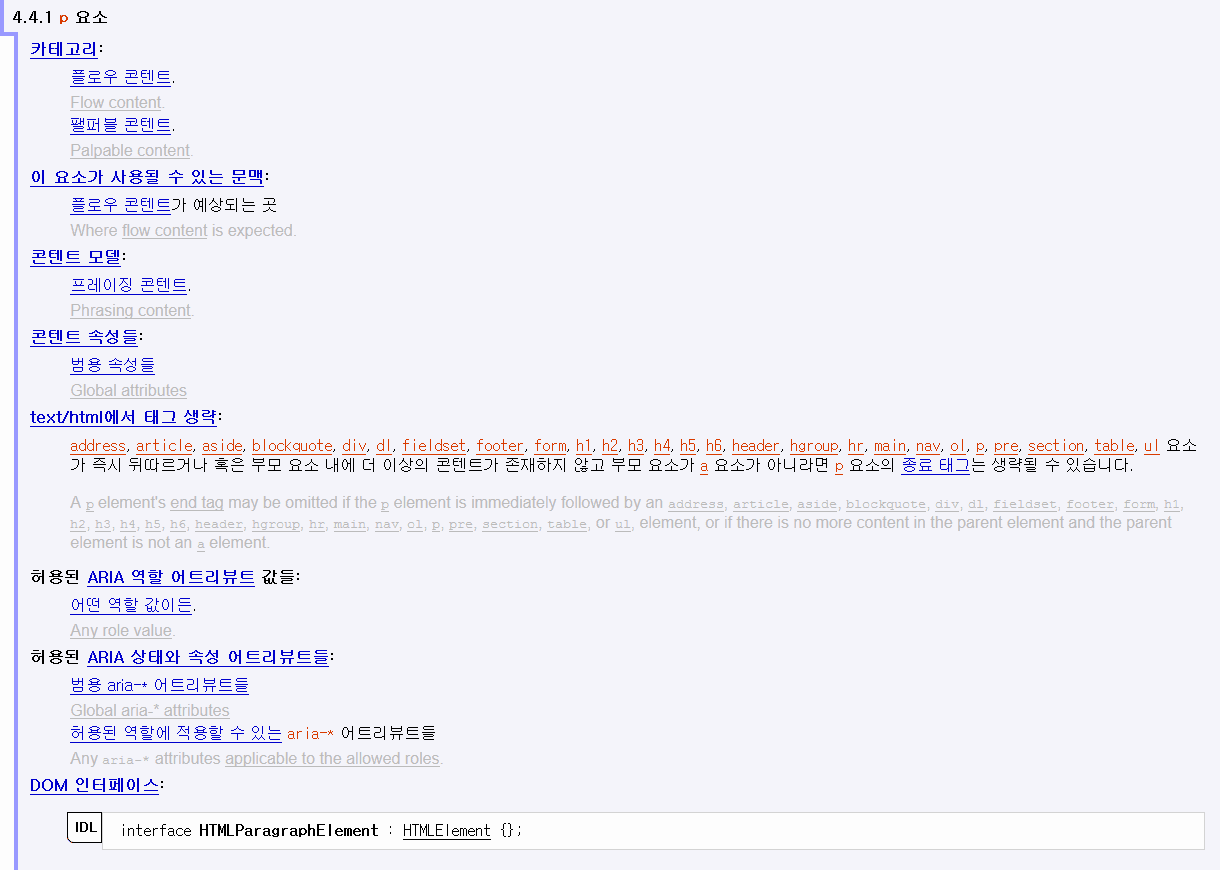 4.4.1 p 요소
카테고리:
플로우 콘텐트.
Flow content.
팰퍼블 콘텐트.
Palpable content.
이 요소가 사용될 수 있는 문맥:
플로우 콘텐트가 예상되는 곳
Where flow content is expected.
콘텐트 모델:
프레이징 콘텐트.
Phrasing content.
콘텐트 속성들:
범용 속성들
Global attributes
text/html에서 태그 생략:
address, article, aside, blockquote, div, dl, fieldset, footer, form, h1, h2, h3, h4, h5, h6, header, hgroup, hr, main, nav, ol, p, pre, section, table, ul 요소
가 즉시 뒤따르거나 혹은 부모 요소 내에 더 이상의 콘텐트가 존재하지 않고 부모 요소가 a 요소가 아니라면 p 요소의 종료 태그는 생략될 수 있습니다.
A p element's end tag may be omitted if the p element is immediately followed by an address, article, aside, blockquote, div, dl, fieldset, footer, form, h1,
h2, h3, h4, h5, h6, header, hgroup, hr, main, nav, ol, p, pre, section, table, or ul, element, or if there is no more content in the parent element and the parent
element is not an a element.
허용된 ARIA 역할 어트리뷰트 값들:
어떤 역할 값이든.
Any role value.
허용된 ARIA 상태와 속성 어트리뷰트들:
범용 aria-* 어트리뷰트들
Global aria-* attributes
허용된 역할에 적용할 수 있는 aria-* 어트리뷰트들
Any aria-* attributes applicable to the allowed roles.
DOM 인터페이스:
IDL interface HTMLParagraphElement : HTMLElement {};